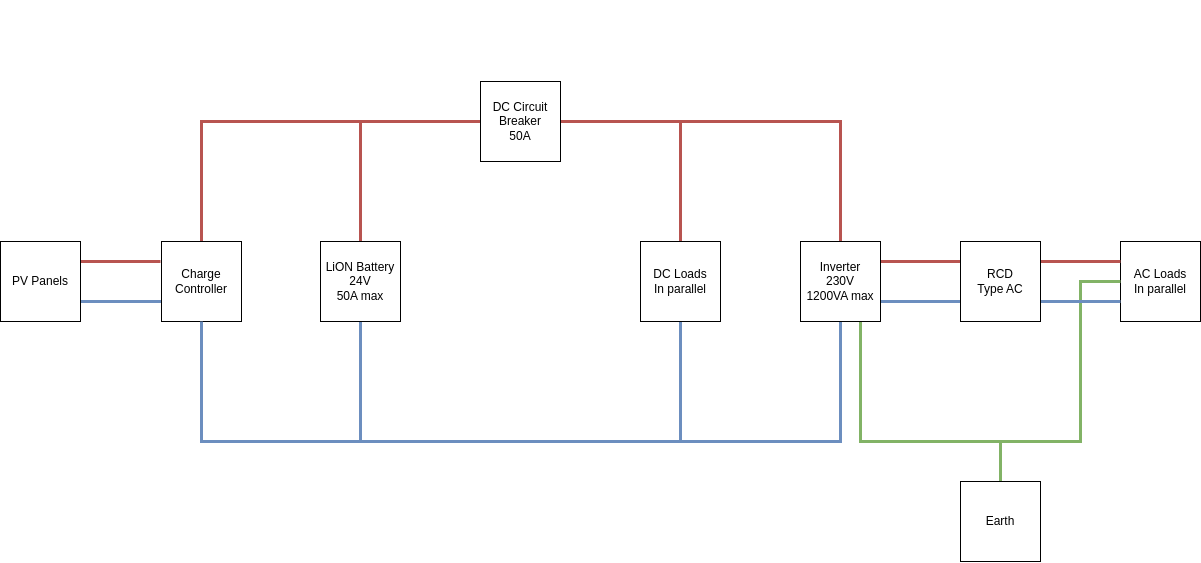 DC Circuit
Breaker
50A
PV Panels
Charge
Controller
LiON Battery
24V
50A max
DC Loads
In parallel
Inverter
230V
1200VA max
RCD
Type AC
AC Loads
In parallel
Earth